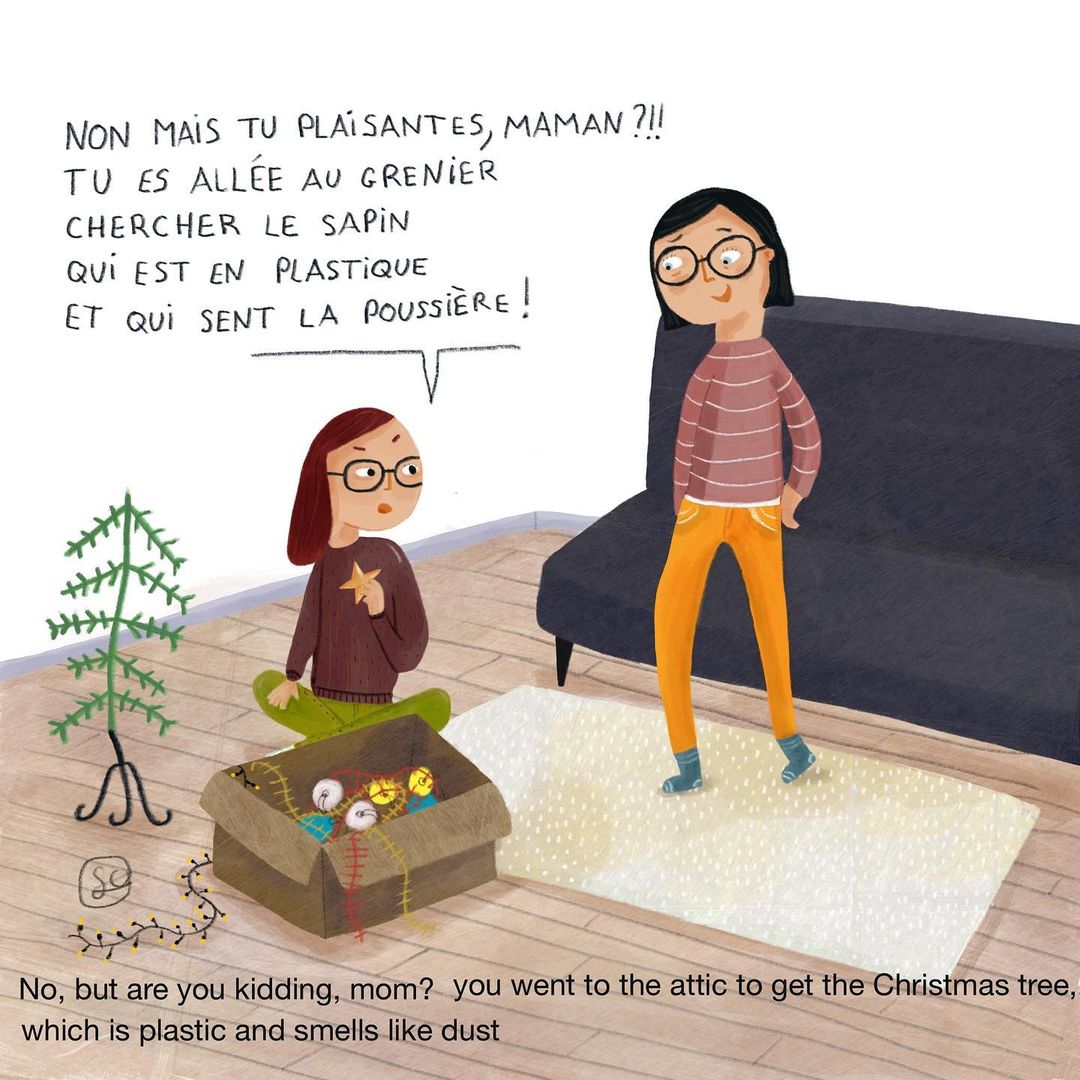 NON MAIS TU PLAISANTES, MAMAN ?!!
TU ES ALLÉE AU GRENIER
CHERCHER LE SAPIN
QUI EST EN PLASTIQUE
ET QUI SENT LA POUSSIÈRE !
No, but are you kidding, mom? you went to the attic to get the Christmas tree,
which is plastic and smells like dust